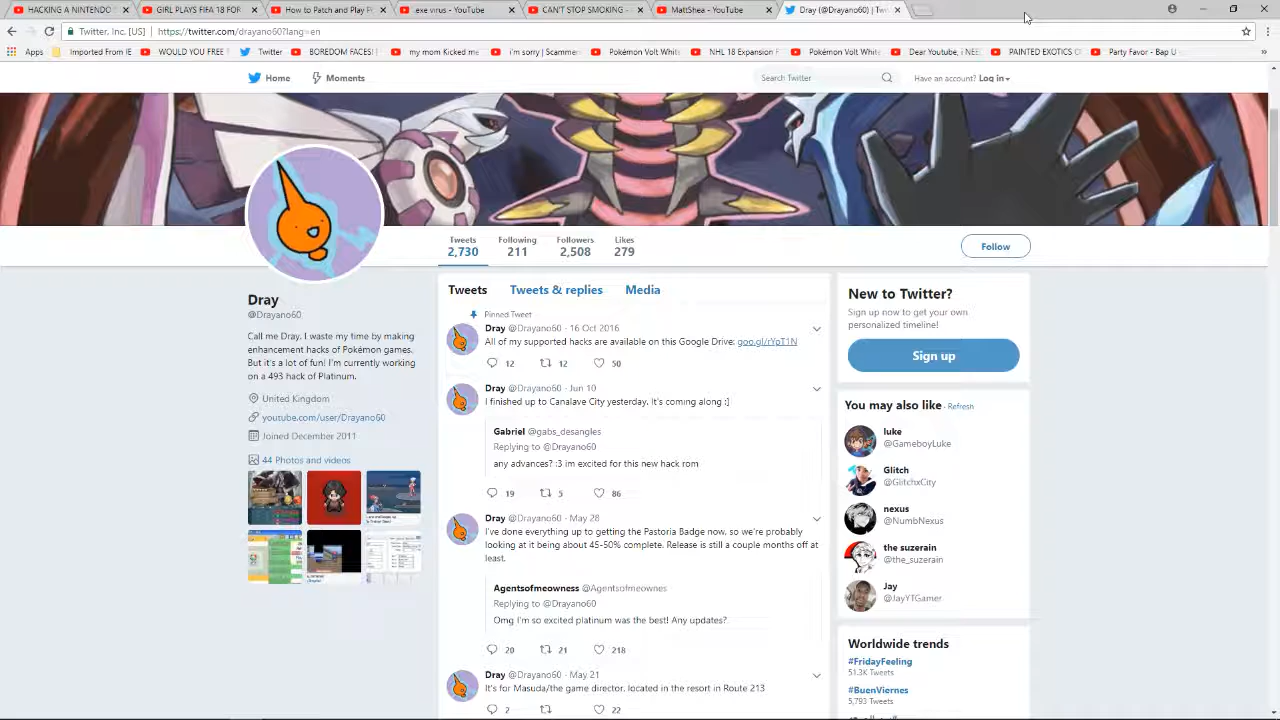 HACKING A NINTENDO
GIRL PLAYS FIFA 18 FOR
How to Patch and Play F
.exe virus - YouTube
CAN'T STOP SMOKING -
MattShea - YouTube
Dray (@Drayano60) | Twi
Twitter, Inc. [US] https://twitter.com/drayano60?lang=en
Apps
Imported From IE
WOULD YOU FREE
Twitter
BOREDOM FACES!
my mom Kicked me
i'm sorry | Scammer
Pokémon Volt White
NHL 18 Expansion F
Pokémon Volt White
Dear Youtube, i NEE
PAINTED EXOTICS C
Party Favor - Bap U
Home
Moments
Search Twitter
Have an account? Log in
Tweets
2,730
Following
211
Followers
2,508
Likes
279
Follow
Dray
@Drayano60
Call me Dray. I waste my time by making
enhancement hacks of Pokémon games.
But it's a lot of fun! I'm currently working
on a 493 hack of Platinum.
United Kingdom
youtube.com/user/Drayano60
Joined December 2011
44 Photos and videos
Tweets
Tweets & replies
Media
Pinned Tweet
Dray @Drayano60 · 16 Oct 2016
All of my supported hacks are available on this Google Drive: goo.gl/rYpT1N
12 12 50
Dray @Drayano60 · Jun 10
I finished up to Canalave City yesterday. It's coming along :]
Gabriel @gabs_desangles
Replying to @Drayano60
any advances? :3 im excited for this new hack rom
19 5 86
Dray @Drayano60 · May 28
I've done everything up to getting the Pastoria Badge now, so we're probably
looking at it being about 45-50% complete. Release is still a couple months off at
least.
Agentsofmeowness @Agentsofmeownes
Replying to @Drayano60
Omg I'm so excited platinum was the best! Any updates?
20 21 218
Dray @Drayano60 · May 21
It's for Masuda/the game director, located in the resort in Route 213
2 22
New to Twitter?
Sign up now to get your own
personalized timeline!
Sign up
You may also like · Refresh
luke
@GameboyLuke
Glitch
@GlitchxCity
nexus
@NumbNexus
the suzerain
@the_suzerain
Jay
@JayYTGamer
Worldwide trends
#FridayFeeling
51.3K Tweets
#BuenViernes
5,793 Tweets